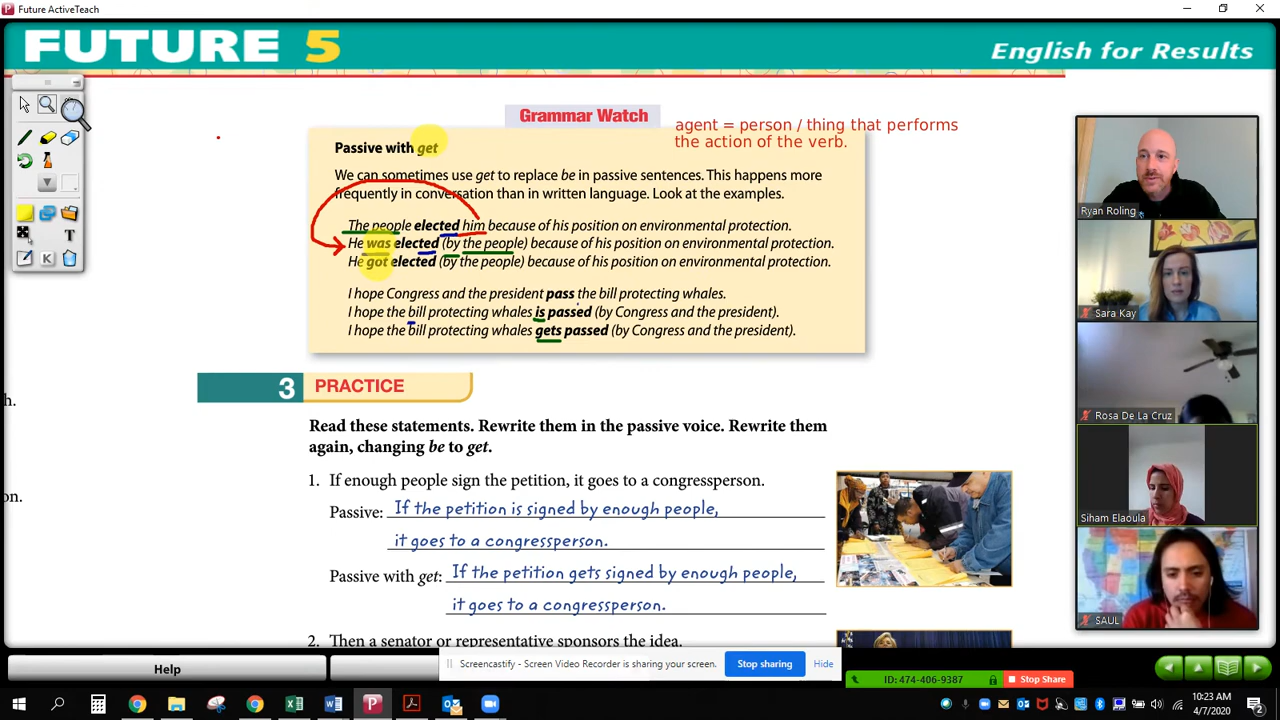 Future ActiveTeach
FUTURE 5
English for Results
Grammar Watch
agent = person / thing that performs
the action of the verb.
Passive with get
We can sometimes use get to replace be in passive sentences. This happens more
frequently in conversation than in written language. Look at the examples.
The people elected him because of his position on environmental protection.
He was elected (by the people) because of his position on environmental protection.
He got elected (by the people) because of his position on environmental protection.
I hope Congress and the president pass the bill protecting whales.
I hope the bill protecting whales is passed (by Congress and the president).
I hope the bill protecting whales gets passed (by Congress and the president).
3 PRACTICE
h.
Read these statements. Rewrite them in the passive voice. Rewrite them
again, changing be to get.
1. If enough people sign the petition, it goes to a congressperson.
on.
Passive: If the petition is signed by enough people,
it goes to a congressperson.
Passive with get: If the petition gets signed by enough people,
it goes to a congressperson.
2. Then a senator or representative sponsors the idea.
T
K
Ryan Roling
Sara Kay
Rosa De La Cruz
Siham Elaoula
SAUL
Help
Screencastify - Screen Video Recorder is sharing your screen.
Stop sharing
Hide
ID: 474-406-9387
Stop Share
10:23 AM
4/7/2020
2